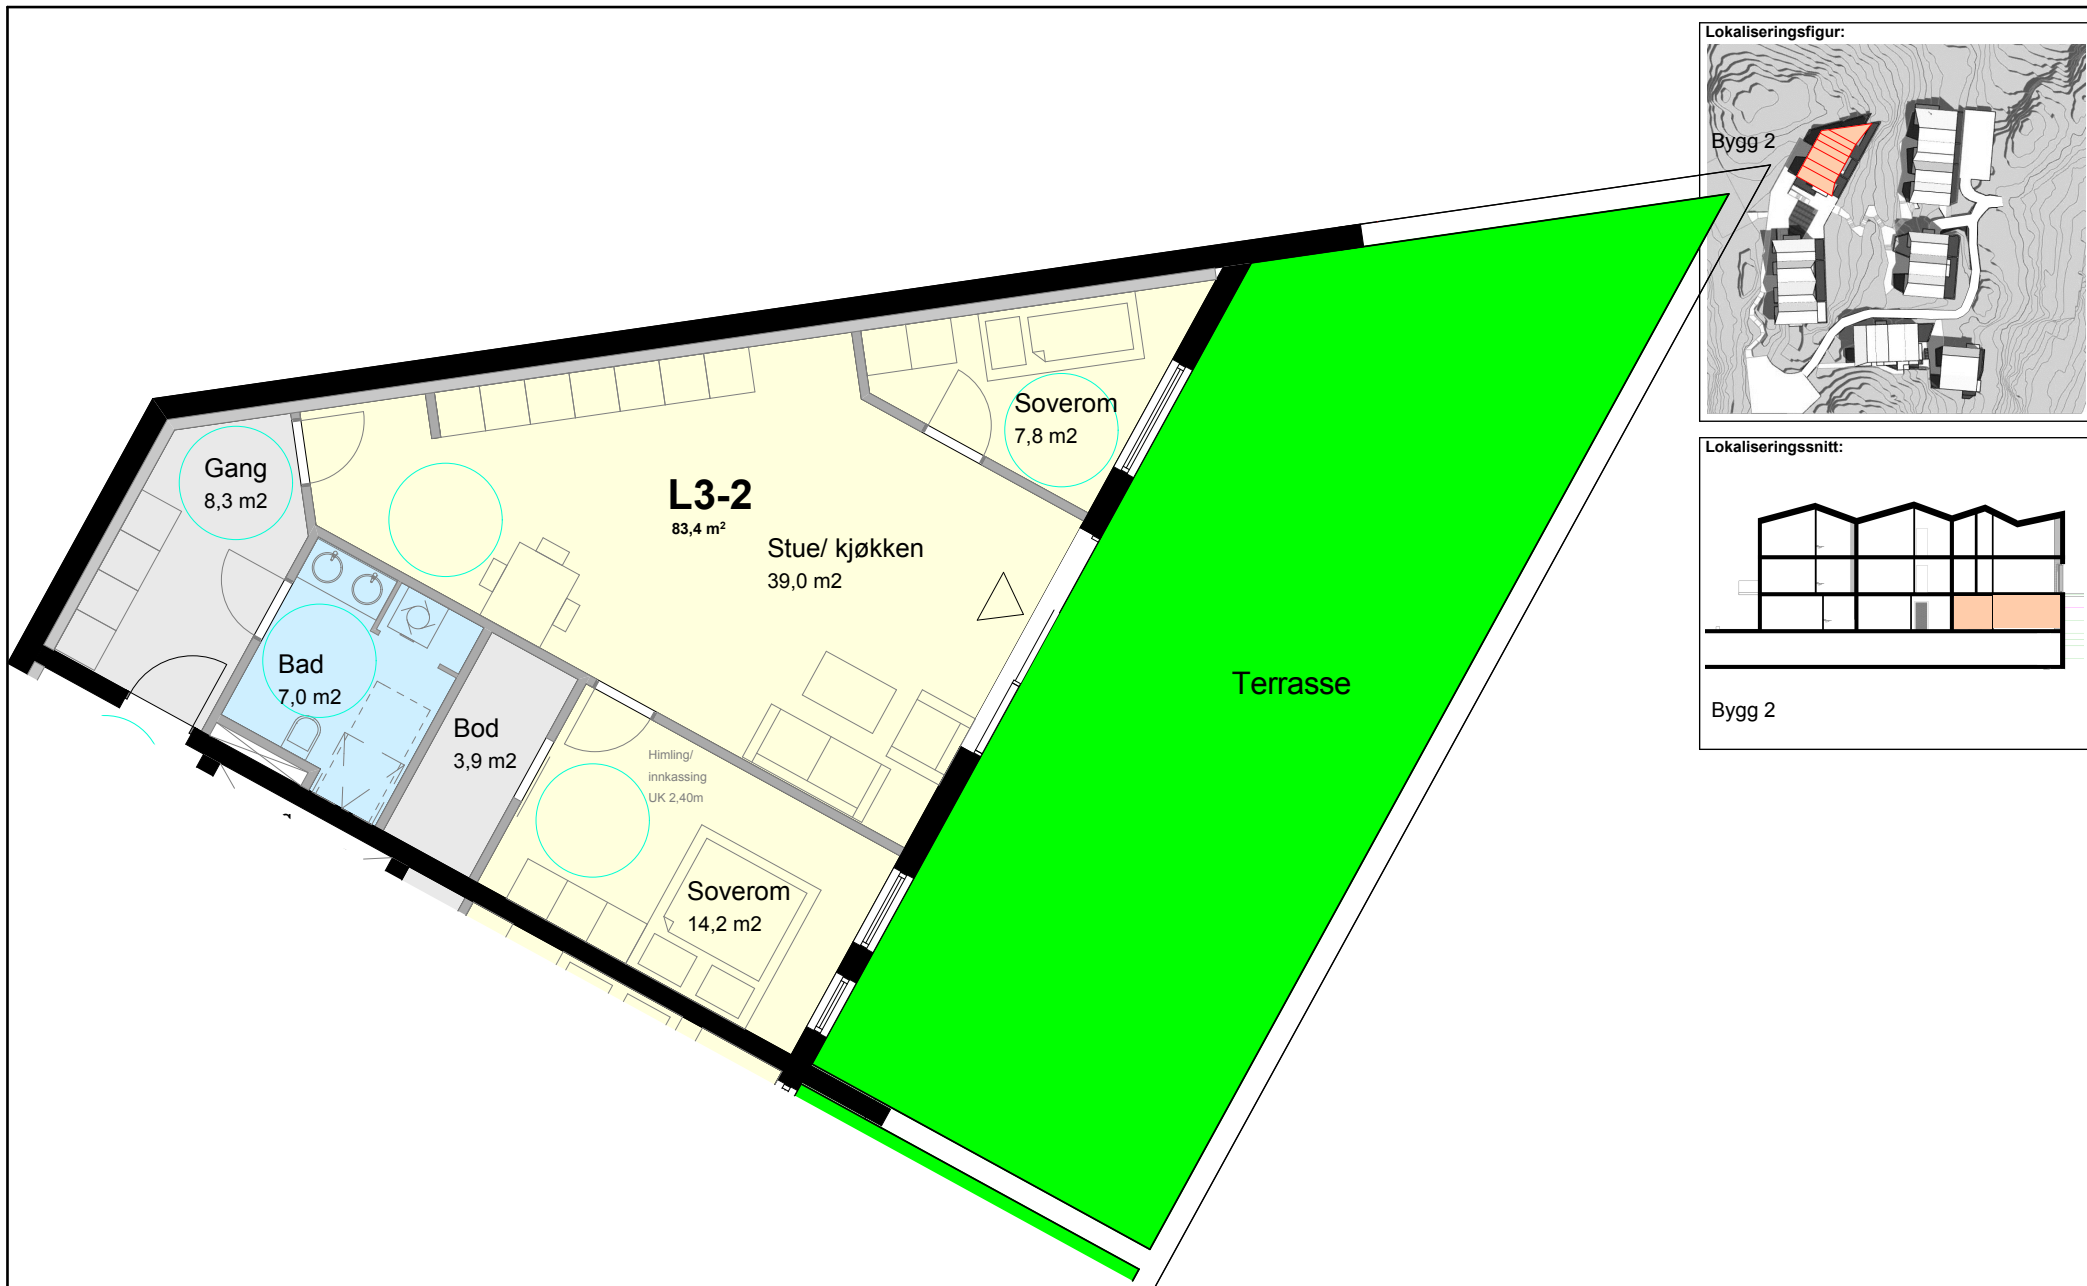 Lokaliseringsfigur:
Bygg 2
Soverom
7,8 m2
Gang
8,3 m2
L3-2
83,4 m²
Stue/ kjøkken
39,0 m2
Lokaliseringssnitt:
Bygg 2
Terrasse
Bad
7,0 m2
Bod
3,9 m2
Himling/
innkassing
UK 2,40m
Soverom
14,2 m2